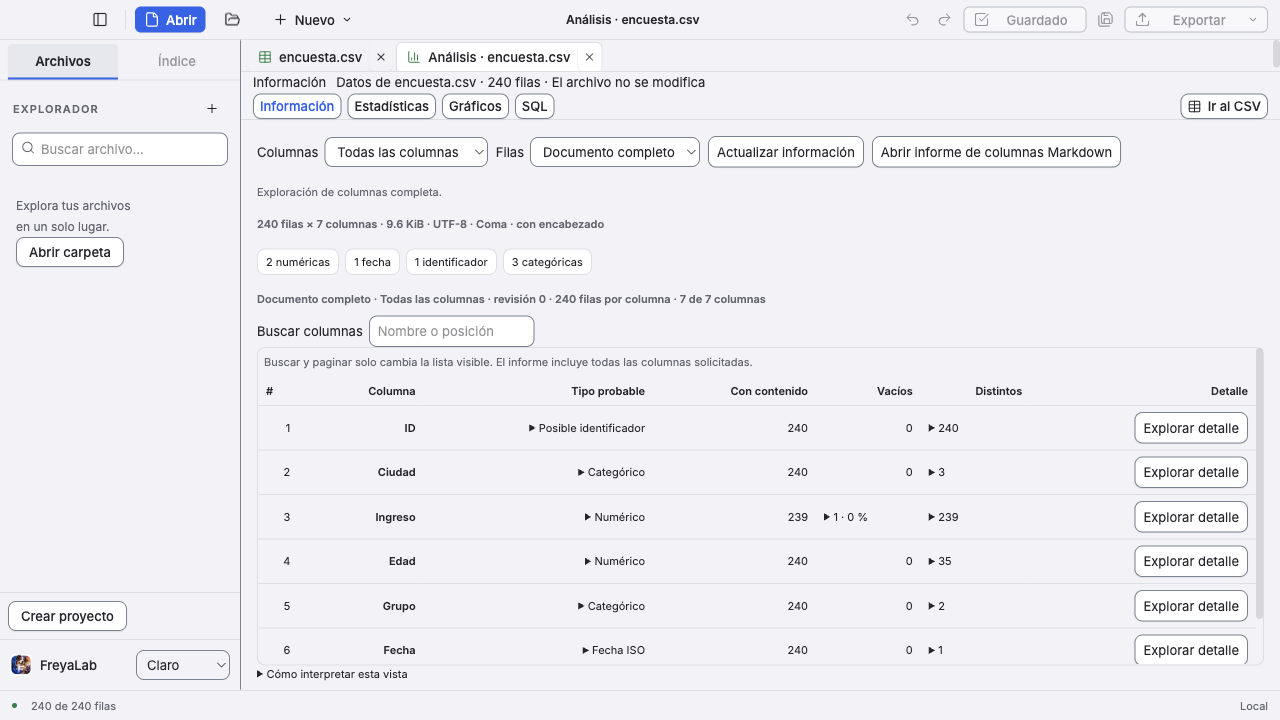 Abrir
Nuevo
Análisis · encuesta.csv
Guardado
Exportar
Archivos
Índice
encuesta.csv
Análisis · encuesta.csv
Información Datos de encuesta.csv · 240 filas · El archivo no se modifica
EXPLORADOR
Información
Estadísticas
Gráficos
SQL
Ir al CSV
Buscar archivo...
Columnas
Todas las columnas
Filas
Documento completo
Actualizar información
Abrir informe de columnas Markdown
Exploración de columnas completa.
Explora tus archivos
en un solo lugar.
Abrir carpeta
240 filas × 7 columnas · 9.6 KiB · UTF-8 · Coma · con encabezado
2 numéricas
1 fecha
1 identificador
3 categóricas
Documento completo · Todas las columnas · revisión 0 · 240 filas por columna · 7 de 7 columnas
Buscar columnas
Nombre o posición
Buscar y paginar solo cambia la lista visible. El informe incluye todas las columnas solicitadas.
# Columna Tipo probable Con contenido Vacíos Distintos Detalle
1 ID Posible identificador 240 0 240 Explorar detalle
2 Ciudad Categórico 240 0 3 Explorar detalle
3 Ingreso Numérico 239 1 · 0 % 239 Explorar detalle
4 Edad Numérico 240 0 35 Explorar detalle
5 Grupo Categórico 240 0 2 Explorar detalle
6 Fecha Fecha ISO 240 0 1 Explorar detalle
Cómo interpretar esta vista
Crear proyecto
FreyaLab
Claro
240 de 240 filas
Local